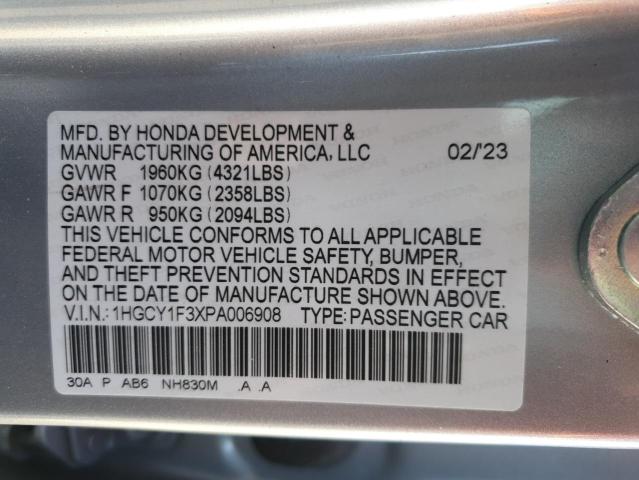 MFD. BY HONDA DEVELOPMENT &
MANUFACTURING OF AMERICA, LLC 02/'23
GVWR 1960KG (4321LBS)
GAWR F 1070KG (2358LBS)
GAWR R 950KG (2094LBS)
THIS VEHICLE CONFORMS TO ALL APPLICABLE
FEDERAL MOTOR VEHICLE SAFETY, BUMPER,
AND THEFT PREVENTION STANDARDS IN EFFECT
ON THE DATE OF MANUFACTURE SHOWN ABOVE.
V.I.N.: 1HGCY1F3XPA006908 TYPE: PASSENGER CAR
30A P AB6 NH830M .A .A